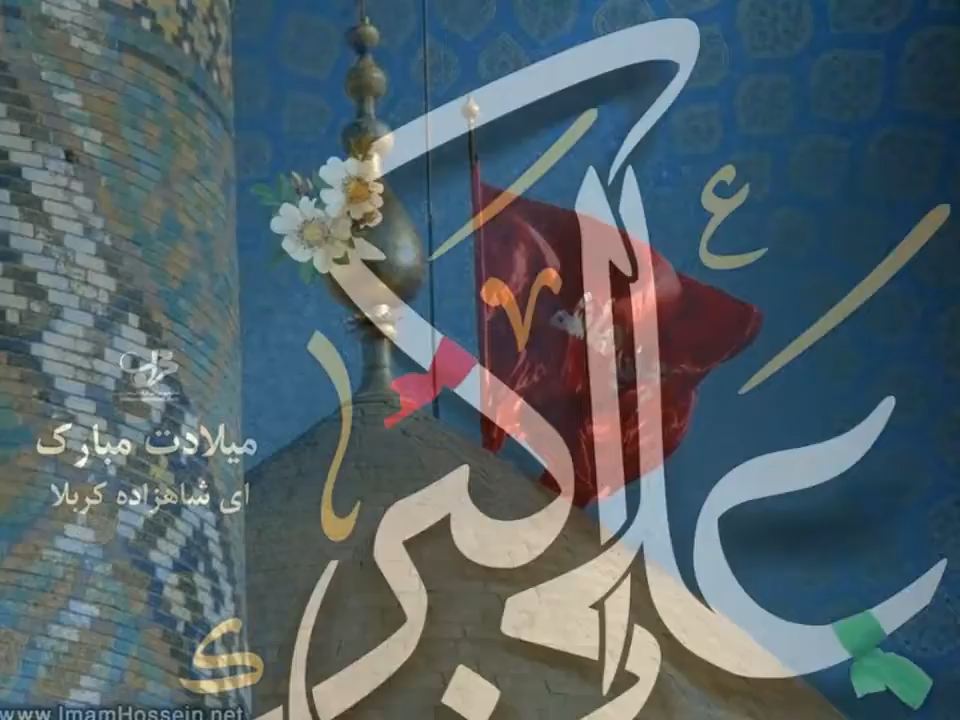 علی اکبر
میلادت مبارک
ای شاهزاده کربلا
www.ImamHossein.net